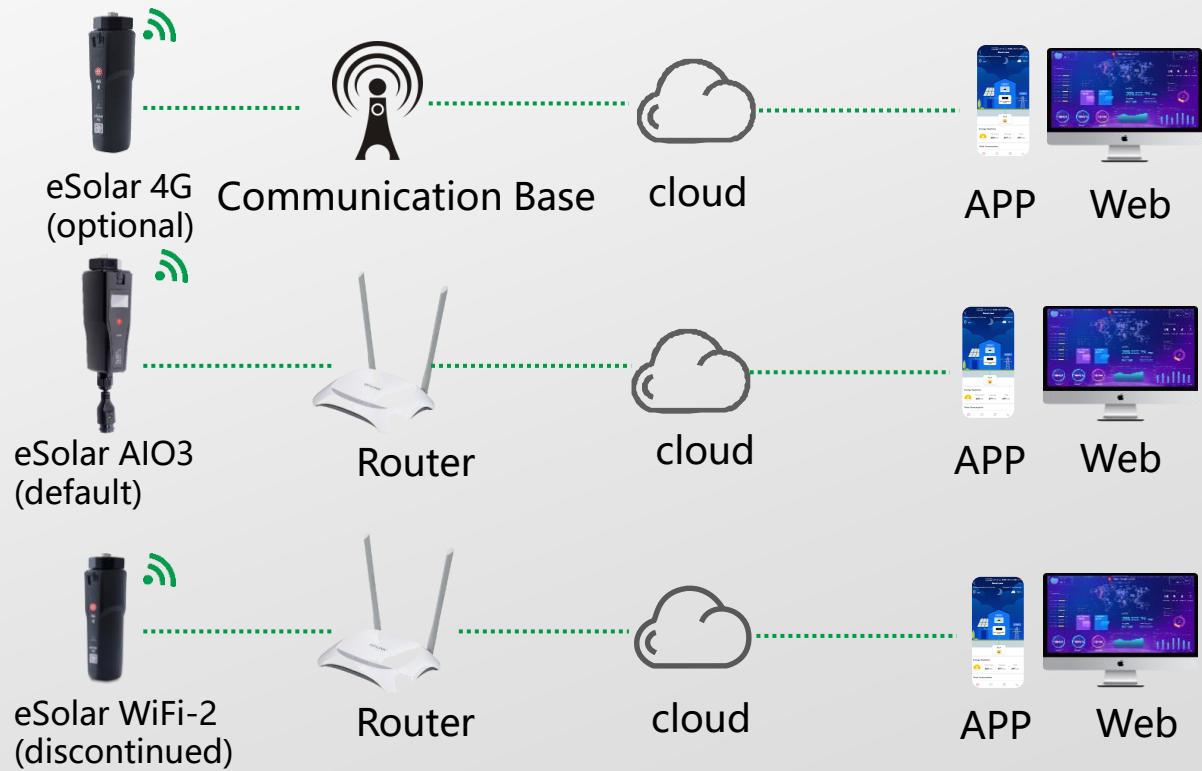 eSolar 4G
(optional)
Communication Base
cloud
APP
Web
eSolar AIO3
(default)
Router
cloud
APP
Web
eSolar WiFi-2
(discontinued)
Router
cloud
APP
Web